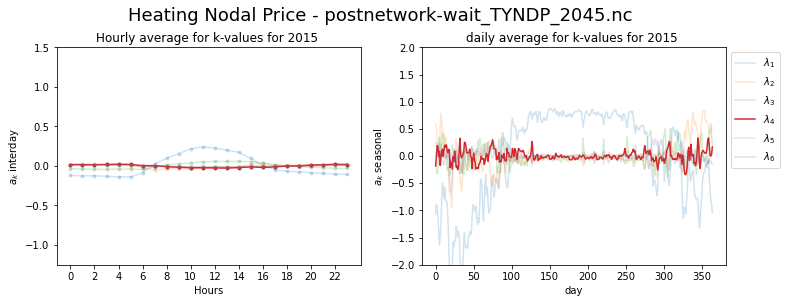 Heating Nodal Price - postnetwork-wait_TYNDP_2045.nc
Hourly average for k-values for 2015
1.5
1.0
0.5
0.0
−0.5
−1.0
a_k interday
0 2 4 6 8 10 12 14 16 18 20 22
Hours
daily average for k-values for 2015
2.0
1.5
1.0
0.5
0.0
−0.5
−1.0
−1.5
−2.0
a_k seasonal
0 50 100 150 200 250 300 350
day
λ₁
λ₂
λ₃
λ₄
λ₅
λ₆